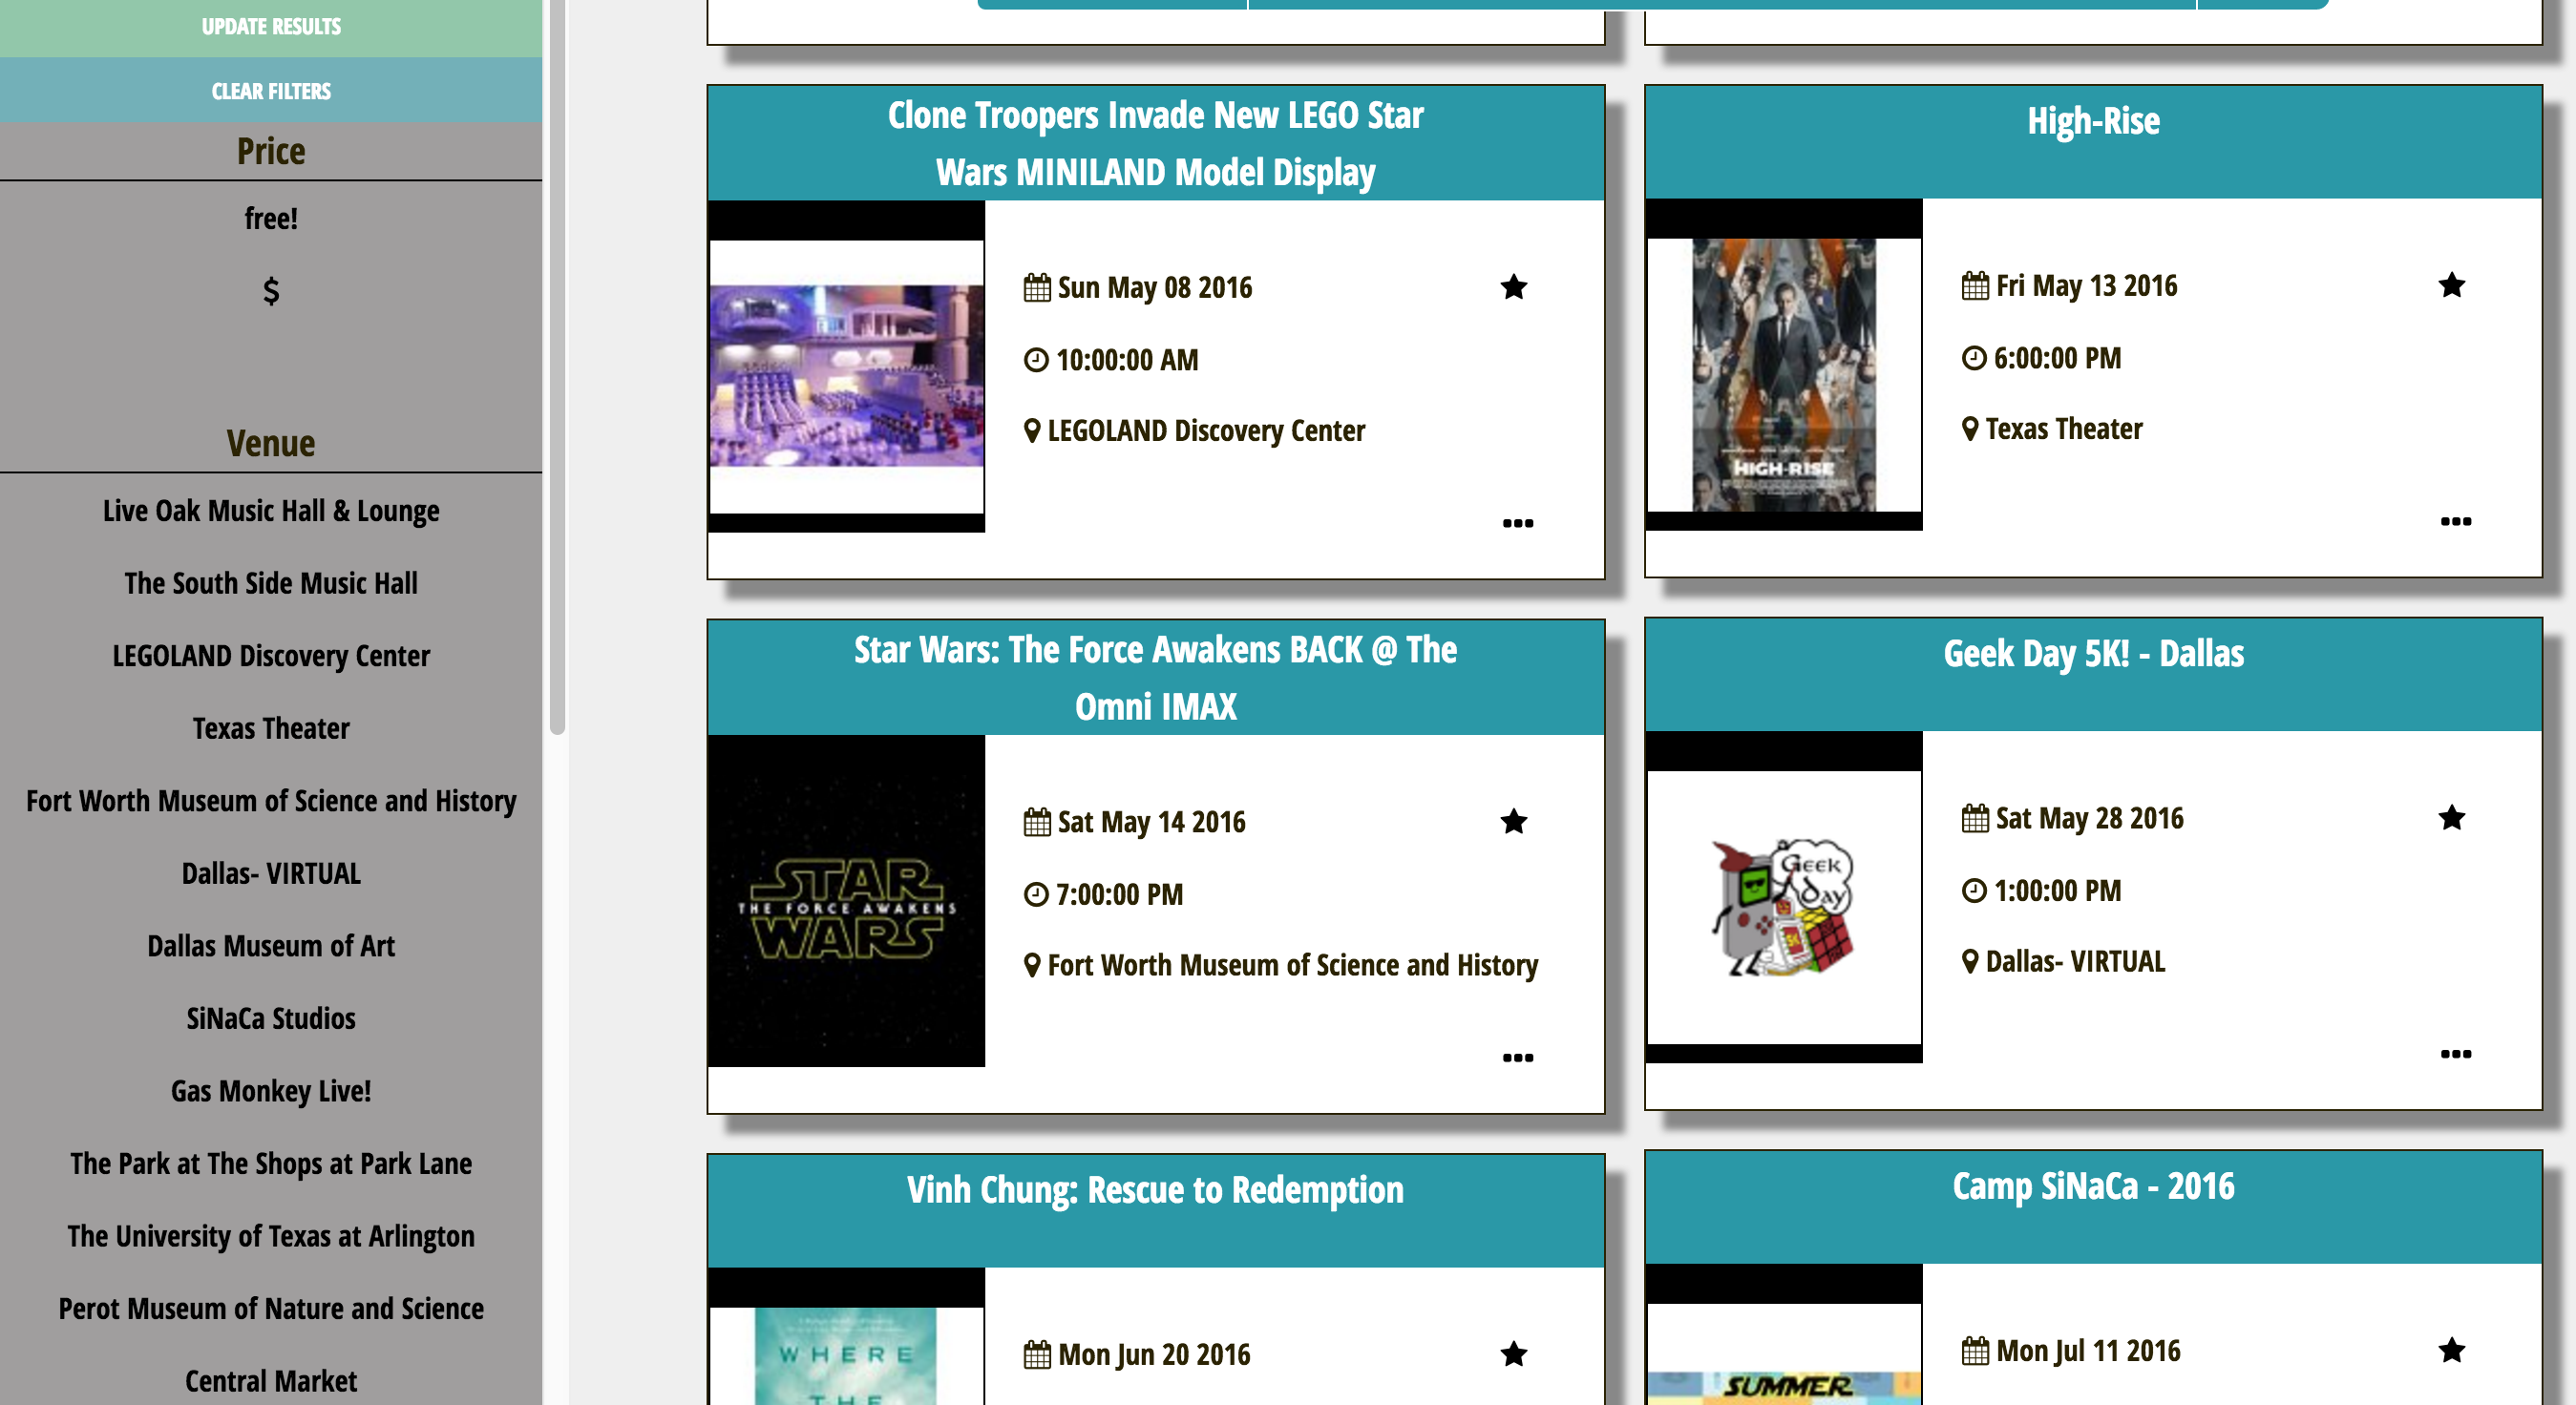 UPDATE RESULTS
CLEAR FILTERS
Price
free!
$
Venue
Live Oak Music Hall & Lounge
The South Side Music Hall
LEGOLAND Discovery Center
Texas Theater
Fort Worth Museum of Science and History
Dallas- VIRTUAL
Dallas Museum of Art
SiNaCa Studios
Gas Monkey Live!
The Park at The Shops at Park Lane
The University of Texas at Arlington
Perot Museum of Nature and Science
Central Market
Clone Troopers Invade New LEGO Star
Wars MINILAND Model Display
Sun May 08 2016
10:00:00 AM
LEGOLAND Discovery Center
High-Rise
Fri May 13 2016
6:00:00 PM
Texas Theater
HIGH-RISE
Star Wars: The Force Awakens BACK @ The
Omni IMAX
STAR
THE FORCE AWAKENS
WARS
Sat May 14 2016
7:00:00 PM
Fort Worth Museum of Science and History
Geek Day 5K! - Dallas
Geek
Day
5K
Sat May 28 2016
1:00:00 PM
Dallas- VIRTUAL
Vinh Chung: Rescue to Redemption
WHERE
THE
Mon Jun 20 2016
Camp SiNaCa - 2016
SUMMER
Mon Jul 11 2016